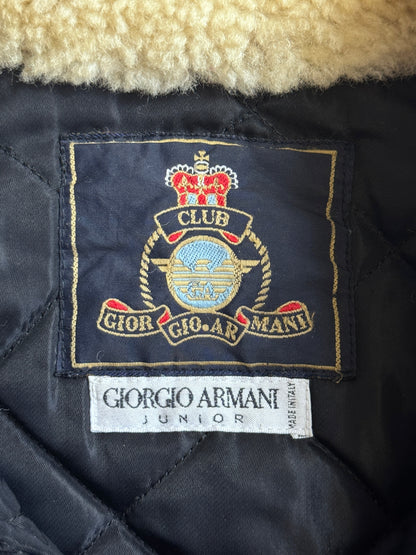 CLUB
GIOR GIO•AR MANI
GIORGIO ARMANI
JUNIOR
MADE IN ITALY